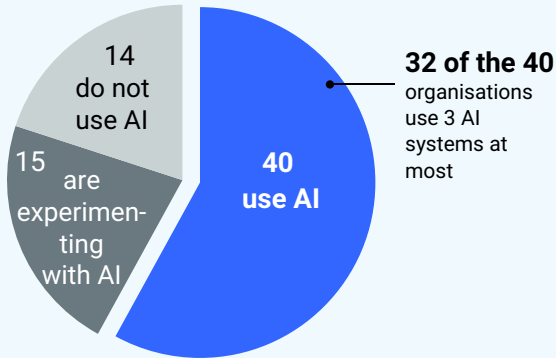 14
do not
use AI
15
are
experimen-
ting
with AI
40
use AI
32 of the 40
organisations
use 3 AI
systems at
most